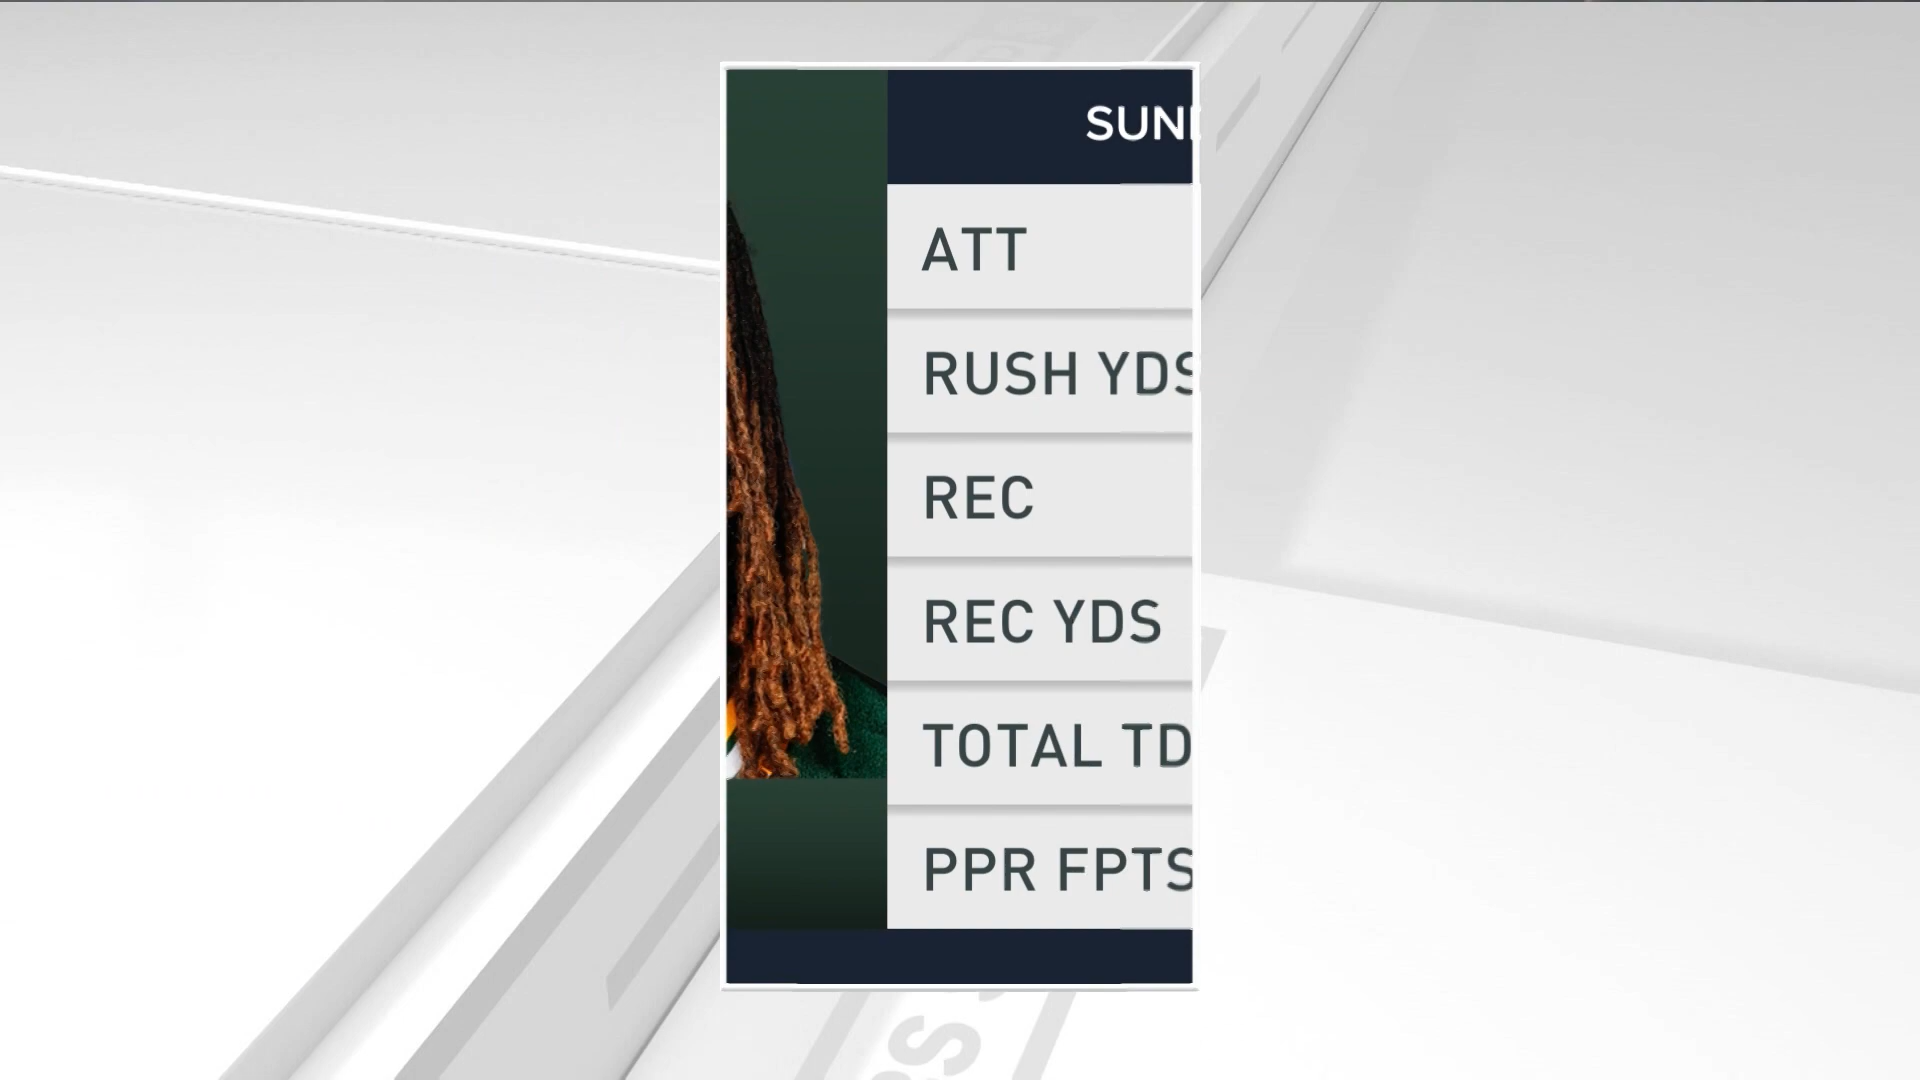 SUN
ATT
RUSH YDS
REC
REC YDS
TOTAL TD
PPR FPTS